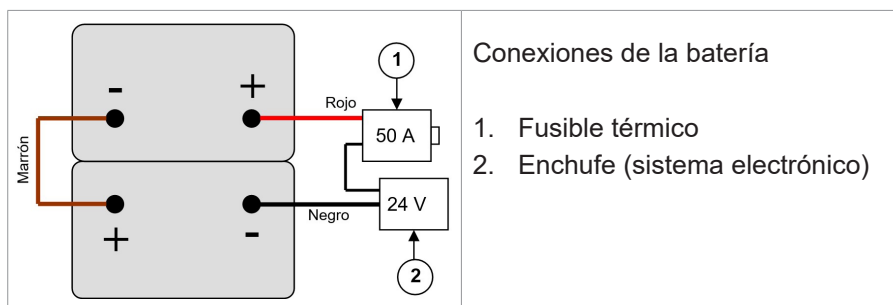 -
+
1
Rojo
50 A
Marrón
24 V
+
-
Negro
2
Conexiones de la batería
1. Fusible térmico
2. Enchufe (sistema electrónico)